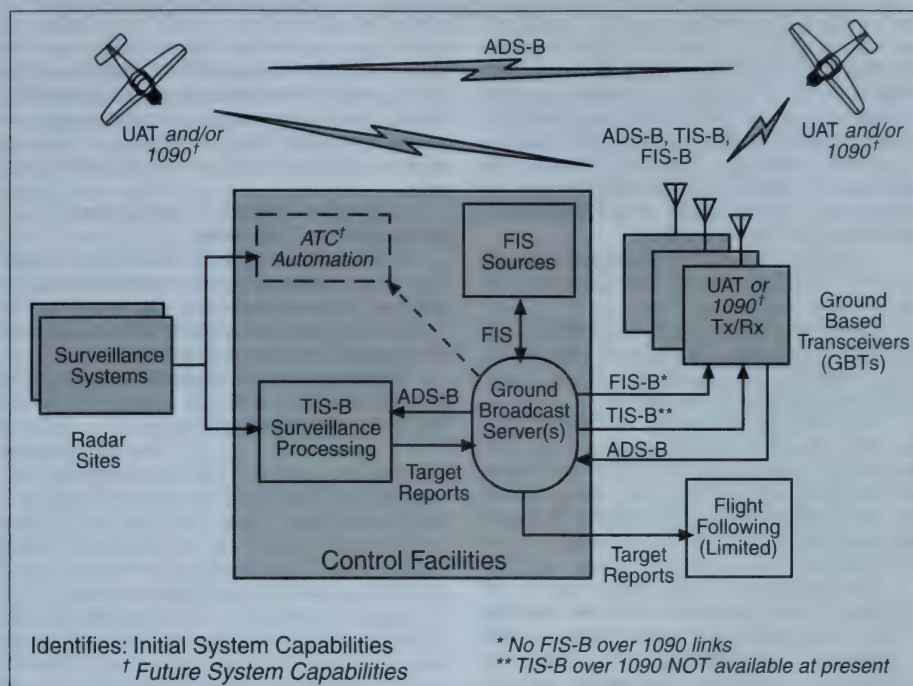 ADS-B
UAT and/or
1090†
UAT and/or
1090†
ADS-B, TIS-B,
FIS-B
ATC†
Automation
FIS
Sources
UAT or
1090†
Tx/Rx
Ground
Based
Transceivers
(GBTs)
Surveillance
Systems
Radar
Sites
FIS
TIS-B
Surveillance
Processing
ADS-B
Ground
Broadcast
Server(s)
FIS-B*
TIS-B**
ADS-B
Target
Reports
Flight
Following
(Limited)
Target
Reports
Control Facilities
Identifies: Initial System Capabilities
† Future System Capabilities
* No FIS-B over 1090 links
** TIS-B over 1090 NOT available at present